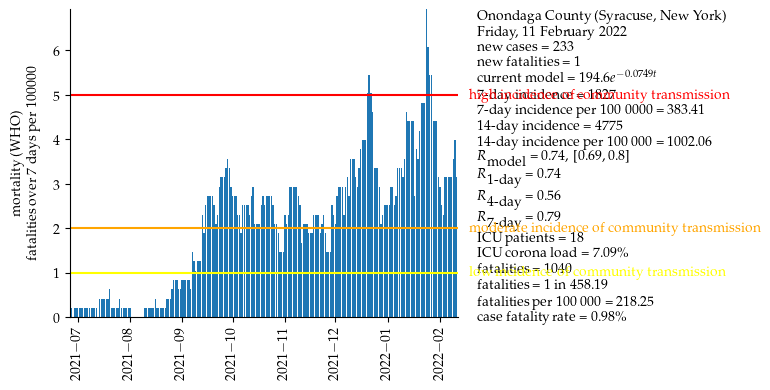 mortality (WHO)
fatalities over 7 days per 100000
6
5
4
3
2
1
0
2021−07
2021−08
2021−09
2021−10
2021−11
2021−12
2022−01
2022−02
Onondaga County (Syracuse, New York)
Friday, 11 February 2022
new cases = 233
new fatalities = 1
current model = 194.6e^{−0.0749t}
7-day incidence = 1827
high incidence of community transmission
7-day incidence per 100 0000 = 383.41
14-day incidence = 4775
14-day incidence per 100 000 = 1002.06
R_model = 0.74, [0.69, 0.8]
R_1-day = 0.74
R_4-day = 0.56
R_7-day = 0.79
moderate incidence of community transmission
ICU patients = 18
ICU corona load = 7.09%
fatalities = 1040
low incidence of community transmission
fatalities = 1 in 458.19
fatalities per 100 000 = 218.25
case fatality rate = 0.98%